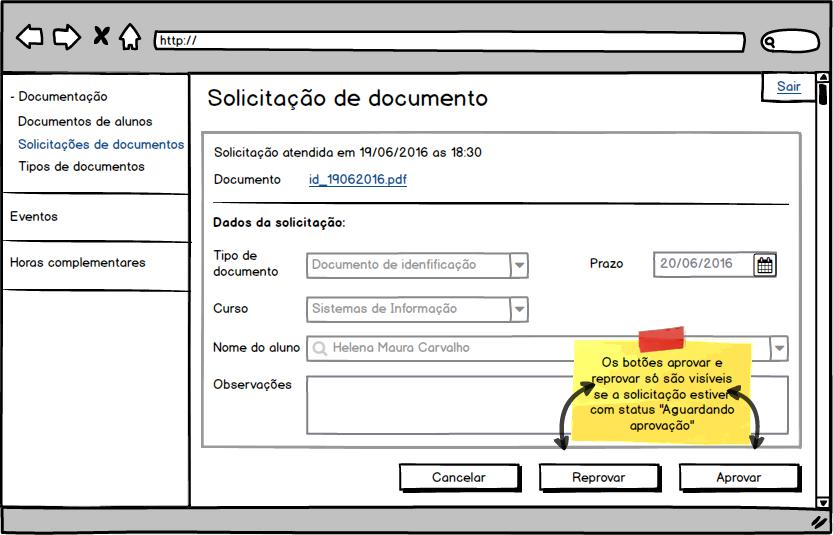 http://
Sair
- Documentação
Documentos de alunos
Solicitações de documentos
Tipos de documentos
Eventos
Horas complementares
Solicitação de documento
Solicitação atendida em 19/06/2016 as 18:30
Documento id_19062016.pdf
Dados da solicitação:
Tipo de
documento
Documento de idenfificação
Prazo
20/06/2016
Curso
Sistemas de Informação
Nome do aluno
Helena Maura Carvalho
Observações
Os botões aprovar e
reprovar só são visíveis
se a solicitação estiver
com status "Aguardando
aprovação"
Cancelar
Reprovar
Aprovar